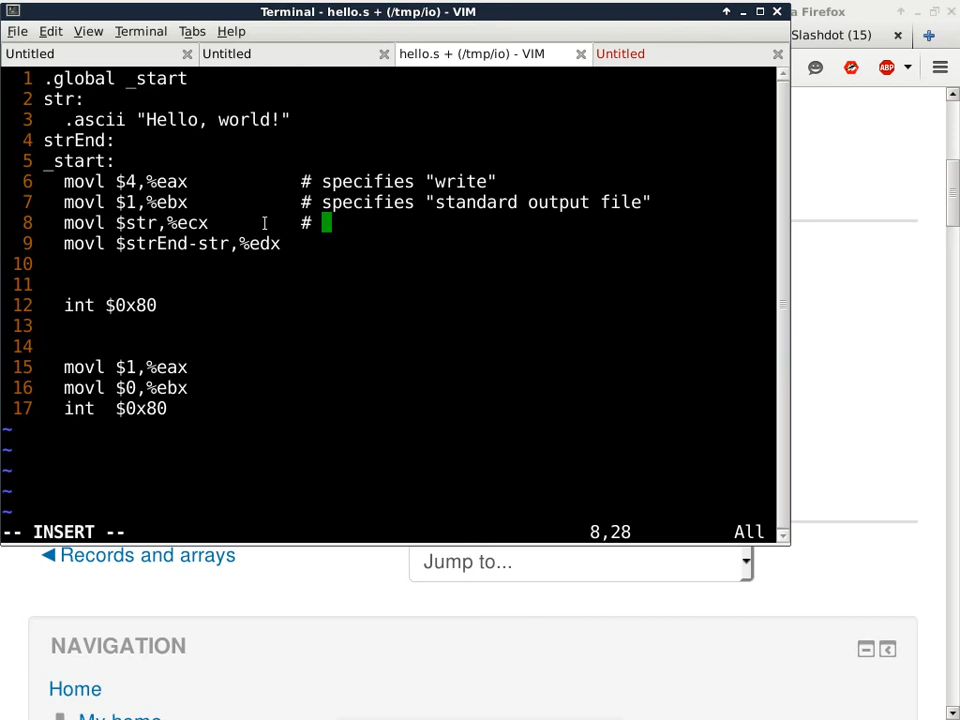 Terminal - hello.s + (/tmp/io) - VIM
a Firefox
File Edit View Terminal Tabs Help
Slashdot (15)
Untitled
Untitled
hello.s + (/tmp/io) - VIM
Untitled
ABP
1 .global _start
2 str:
3   .ascii "Hello, world!"
4 strEnd:
5 _start:
6   movl $4,%eax           # specifies "write"
7   movl $1,%ebx           # specifies "standard output file"
8   movl $str,%ecx         #
9   movl $strEnd-str,%edx
10
11
12   int $0x80
13
14
15   movl $1,%eax
16   movl $0,%ebx
17   int  $0x80
~
~
~
~
~
-- INSERT --
8,28
All
◀ Records and arrays
Jump to...
NAVIGATION
Home
My home